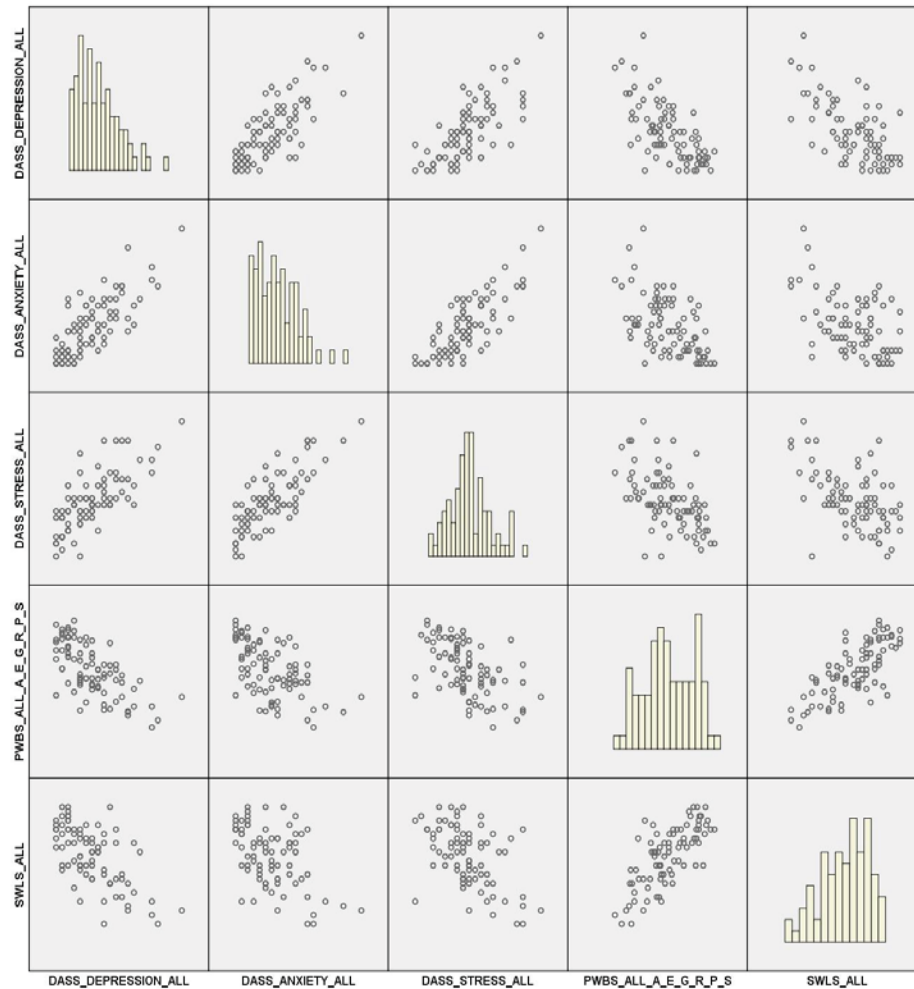 DASS_DEPRESSION_ALL
DASS_ANXIETY_ALL
DASS_STRESS_ALL
PWBS_ALL_A_E_G_R_P_S
SWLS_ALL
DASS_DEPRESSION_ALL
DASS_ANXIETY_ALL
DASS_STRESS_ALL
PWBS_ALL_A_E_G_R_P_S
SWLS_ALL